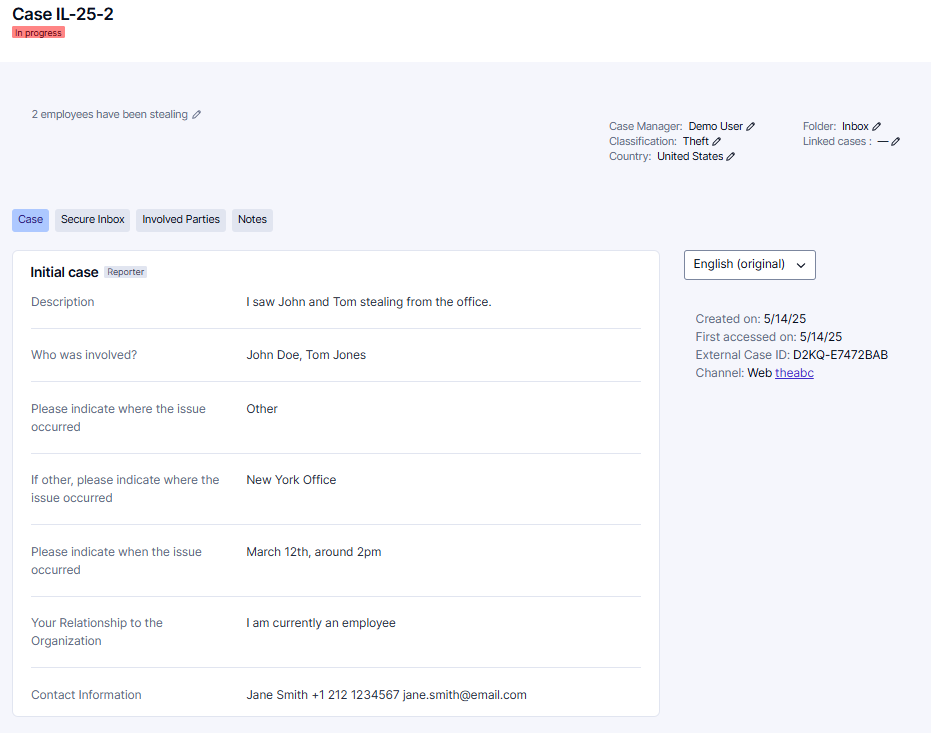 Case IL-25-2
In progress
2 employees have been stealing
Case Manager: Demo User
Classification: Theft
Country: United States
Folder: Inbox
Linked cases : —
Case
Secure Inbox
Involved Parties
Notes
Initial case Reporter
Description
I saw John and Tom stealing from the office.
Who was involved?
John Doe, Tom Jones
Please indicate where the issue
occurred
Other
If other, please indicate where the
issue occurred
New York Office
Please indicate when the issue
occurred
March 12th, around 2pm
Your Relationship to the
Organization
I am currently an employee
Contact Information
Jane Smith +1 212 1234567 jane.smith@email.com
English (original)
Created on: 5/14/25
First accessed on: 5/14/25
External Case ID: D2KQ-E7472BAB
Channel: Web theabc